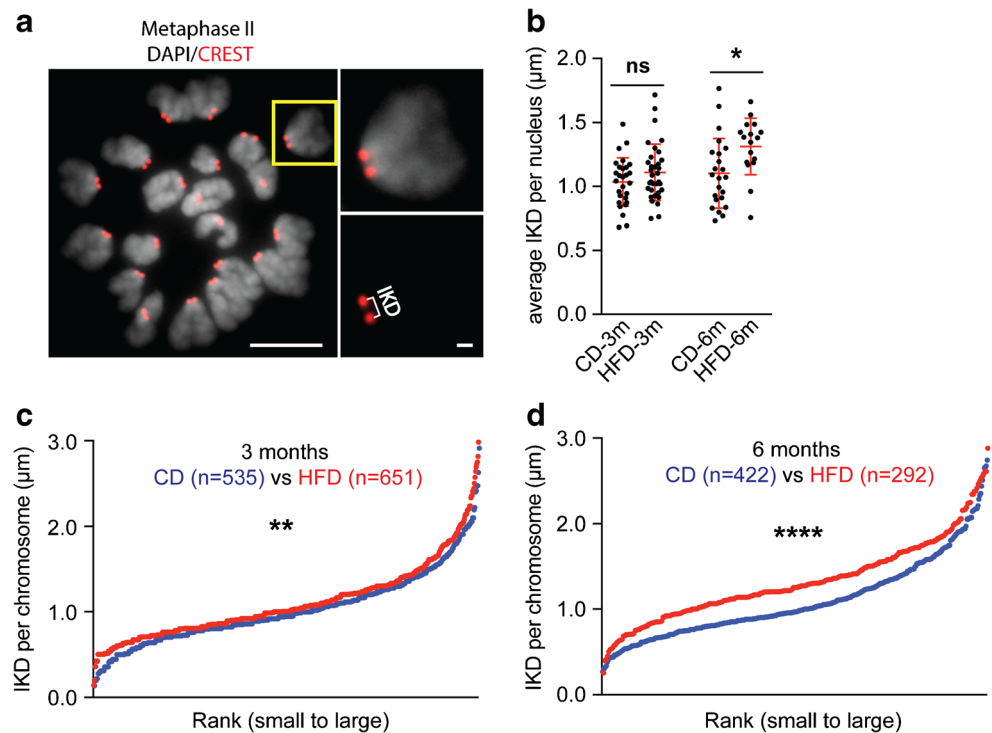 a
Metaphase II
DAPI/CREST
IKD
b
average IKD per nucleus (µm)
2.0
1.5
1.0
0.5
0.0
ns
*
CD-3m
HFD-3m
CD-6m
HFD-6m
c
IKD per chromosome (µm)
3.0
2.0
1.0
0.0
3 months
CD (n=535) vs HFD (n=651)
**
Rank (small to large)
d
IKD per chromosome (µm)
3.0
2.0
1.0
0.0
6 months
CD (n=422) vs HFD (n=292)
****
Rank (small to large)